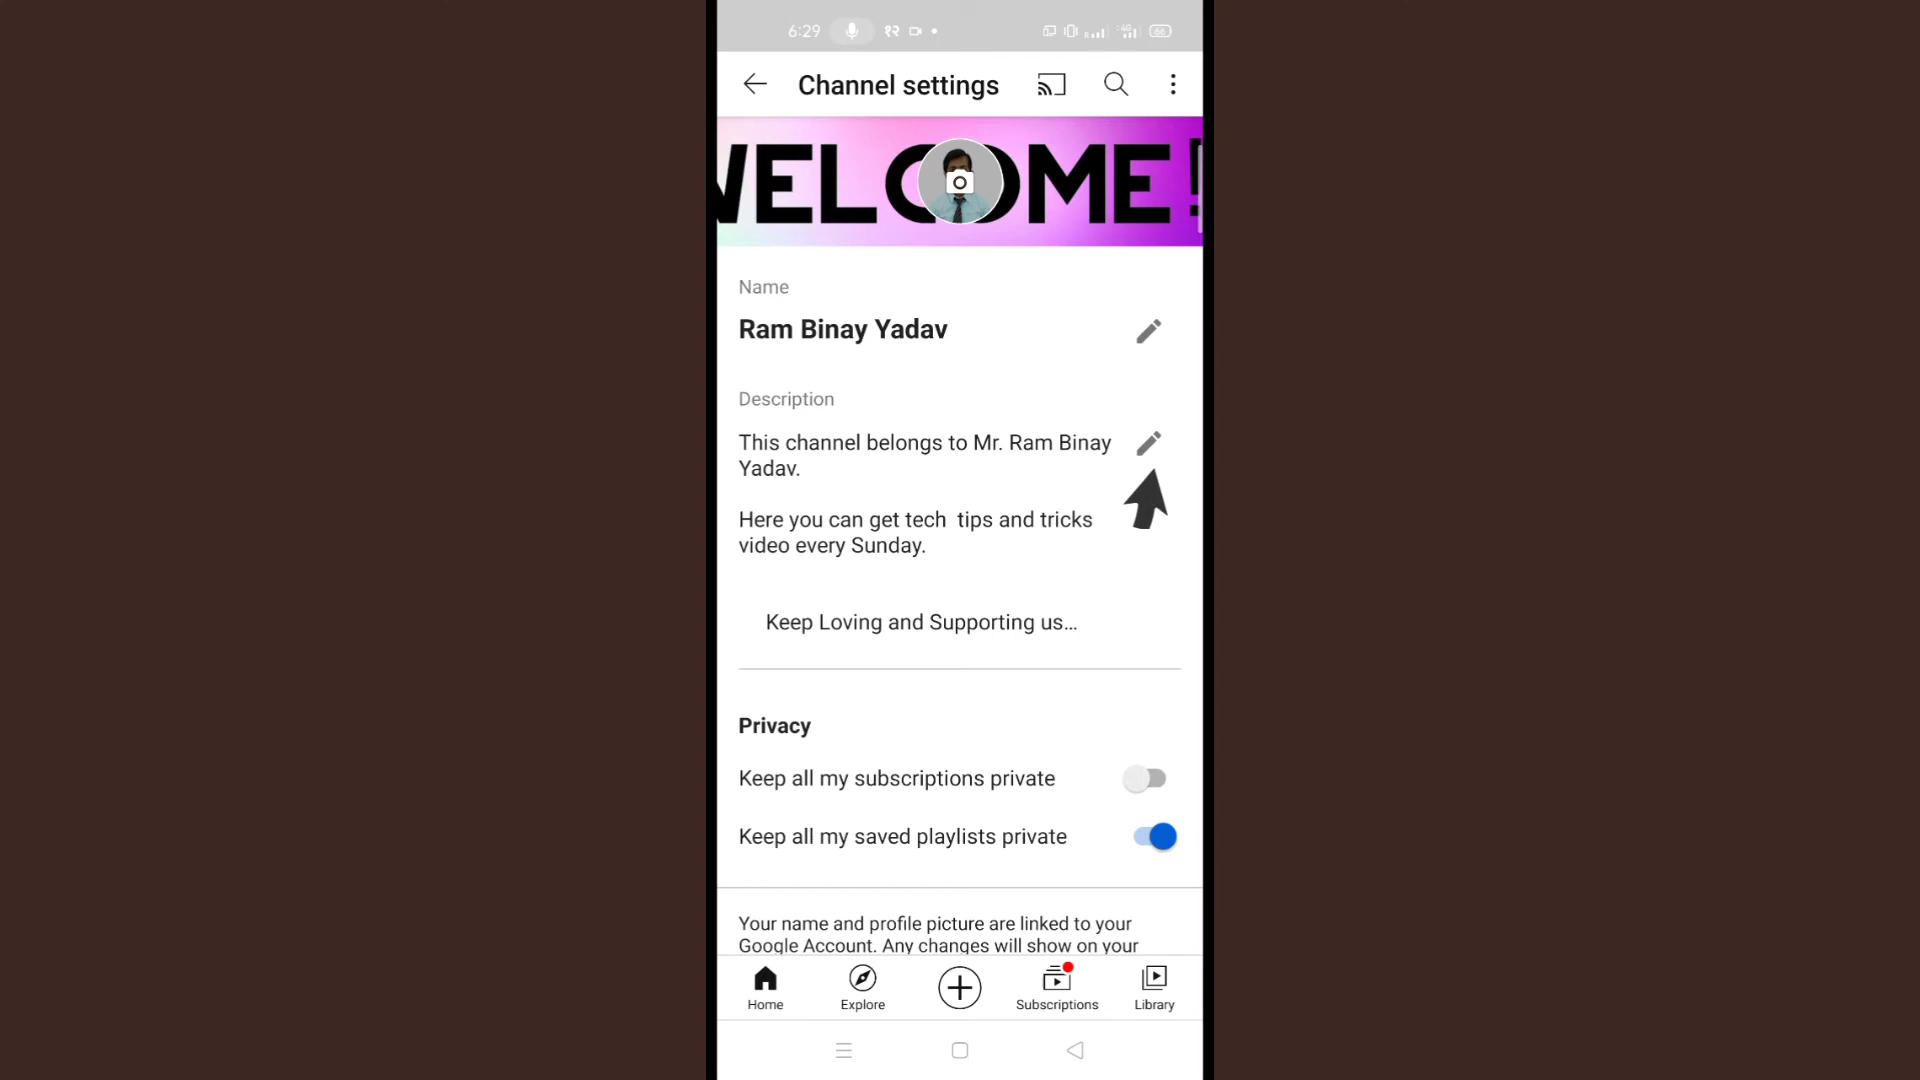 6:29 १२
Channel settings
WELCOME!
Name
Ram Binay Yadav
Description
This channel belongs to Mr. Ram Binay
Yadav.
Here you can get tech  tips and tricks
video every Sunday.
Keep Loving and Supporting us...
Privacy
Keep all my subscriptions private
Keep all my saved playlists private
Your name and profile picture are linked to your
Google Account. Any changes will show on your
Home Explore Subscriptions Library